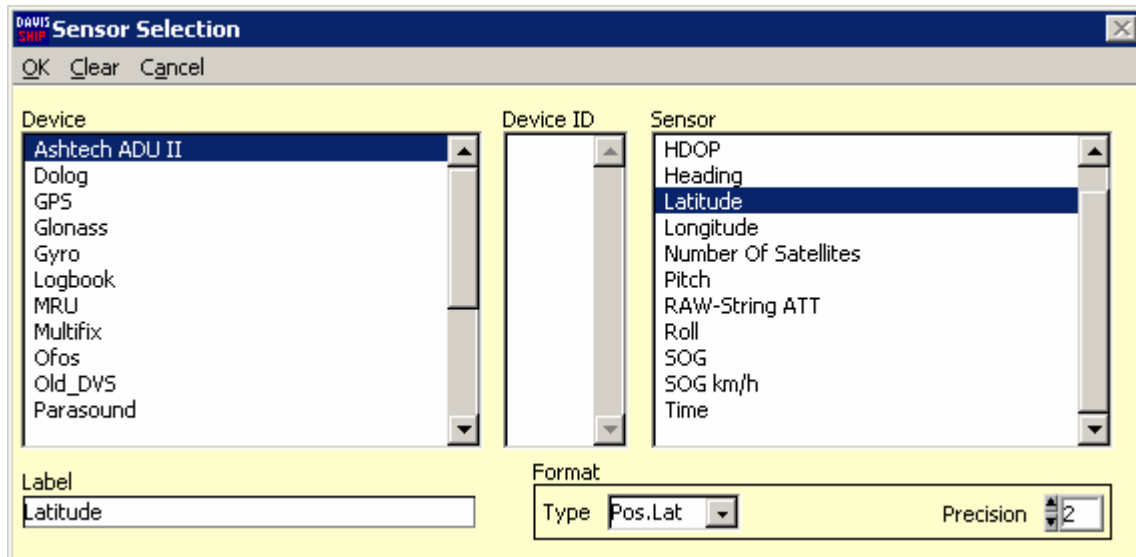 DAVIS SHIP Sensor Selection
OK Clear Cancel
Device
Ashtech ADU II
Dolog
GPS
Glonass
Gyro
Logbook
MRU
Multifix
Ofos
Old_DVS
Parasound
Device ID
Sensor
HDOP
Heading
Latitude
Longitude
Number Of Satellites
Pitch
RAW-String ATT
Roll
SOG
SOG km/h
Time
Label
Latitude
Format
Type Pos.Lat Precision 2